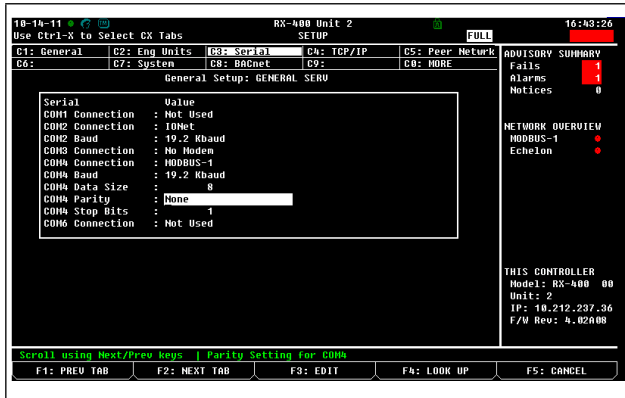 10-14-11 RX-400 Unit 2 16:43:26
Use Ctrl-X to Select CX Tabs SETUP FULL
C1: General C2: Eng Units C3: Serial C4: TCP/IP C5: Peer Netwrk
C6: C7: System C8: BACnet C9: C0: MORE
General Setup: GENERAL SERV
Serial Value
COM1 Connection : Not Used
COM2 Connection : IONet
COM2 Baud : 19.2 Kbaud
COM3 Connection : No Modem
COM4 Connection : MODBUS-1
COM4 Baud : 19.2 Kbaud
COM4 Data Size : 8
COM4 Parity : None
COM4 Stop Bits : 1
COM6 Connection : Not Used
ADVISORY SUMMARY
Fails 1
Alarms 1
Notices 0
NETWORK OVERVIEW
MODBUS-1
Echelon
THIS CONTROLLER
Model: RX-400 00
Unit: 2
IP: 10.212.237.36
F/W Rev: 4.02A08
Scroll using Next/Prev keys | Parity Setting for COM4
F1: PREV TAB F2: NEXT TAB F3: EDIT F4: LOOK UP F5: CANCEL